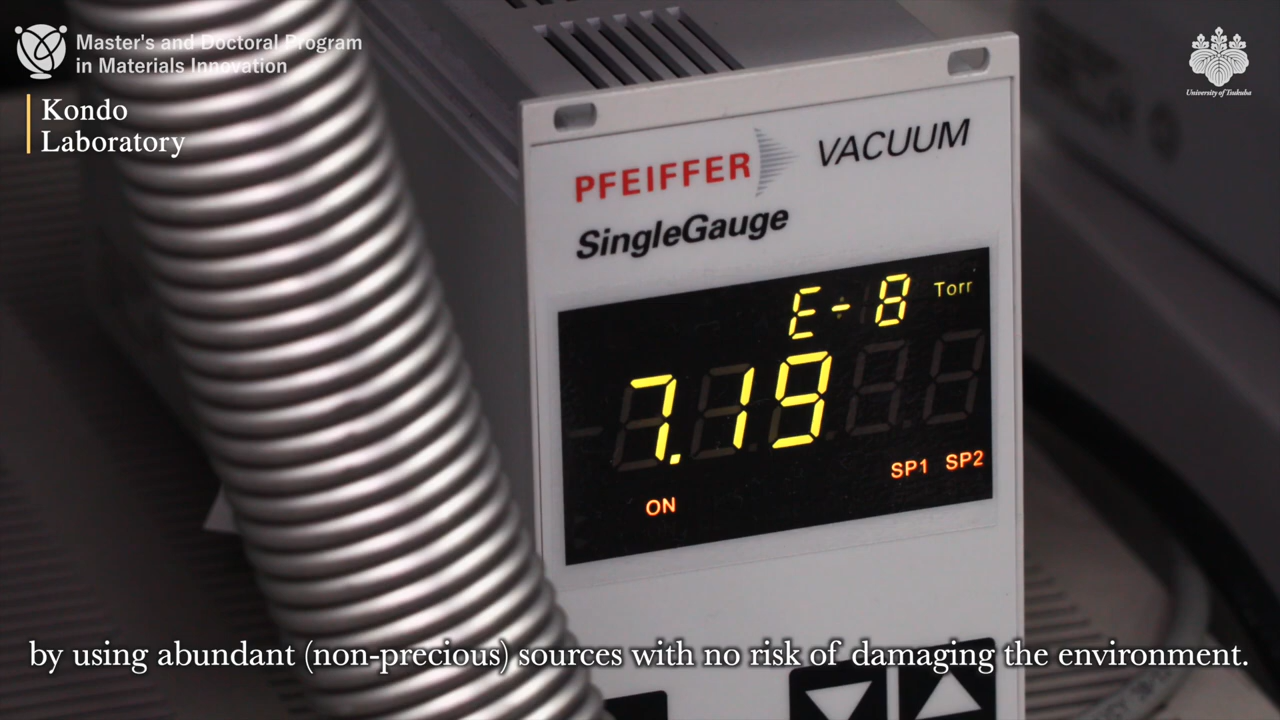 Master's and Doctoral Program
in Materials Innovation
Kondo
Laboratory
University of Tsukuba
PFEIFFER VACUUM
SingleGauge
E-8 Torr
7.19
SP1 SP2
ON
by using abundant (non-precious) sources with no risk of damaging the environment.